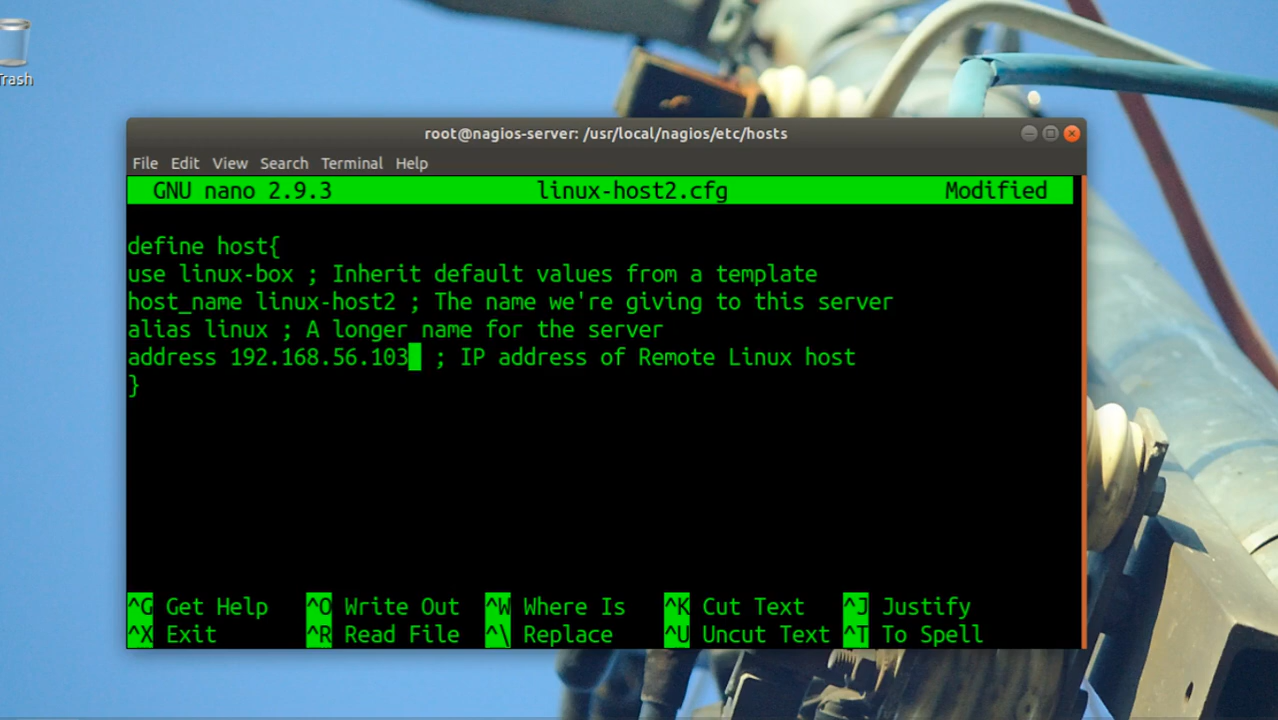 Trash
root@nagios-server: /usr/local/nagios/etc/hosts
File Edit View Search Terminal Help
GNU nano 2.9.3 linux-host2.cfg Modified
define host{
use linux-box ; Inherit default values from a template
host_name linux-host2 ; The name we're giving to this server
alias linux ; A longer name for the server
address 192.168.56.103 ; IP address of Remote Linux host
}
^G Get Help ^O Write Out ^W Where Is ^K Cut Text ^J Justify
^X Exit ^R Read File ^\ Replace ^U Uncut Text ^T To Spell